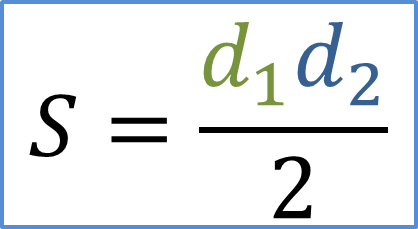 S = d₁d₂ / 2